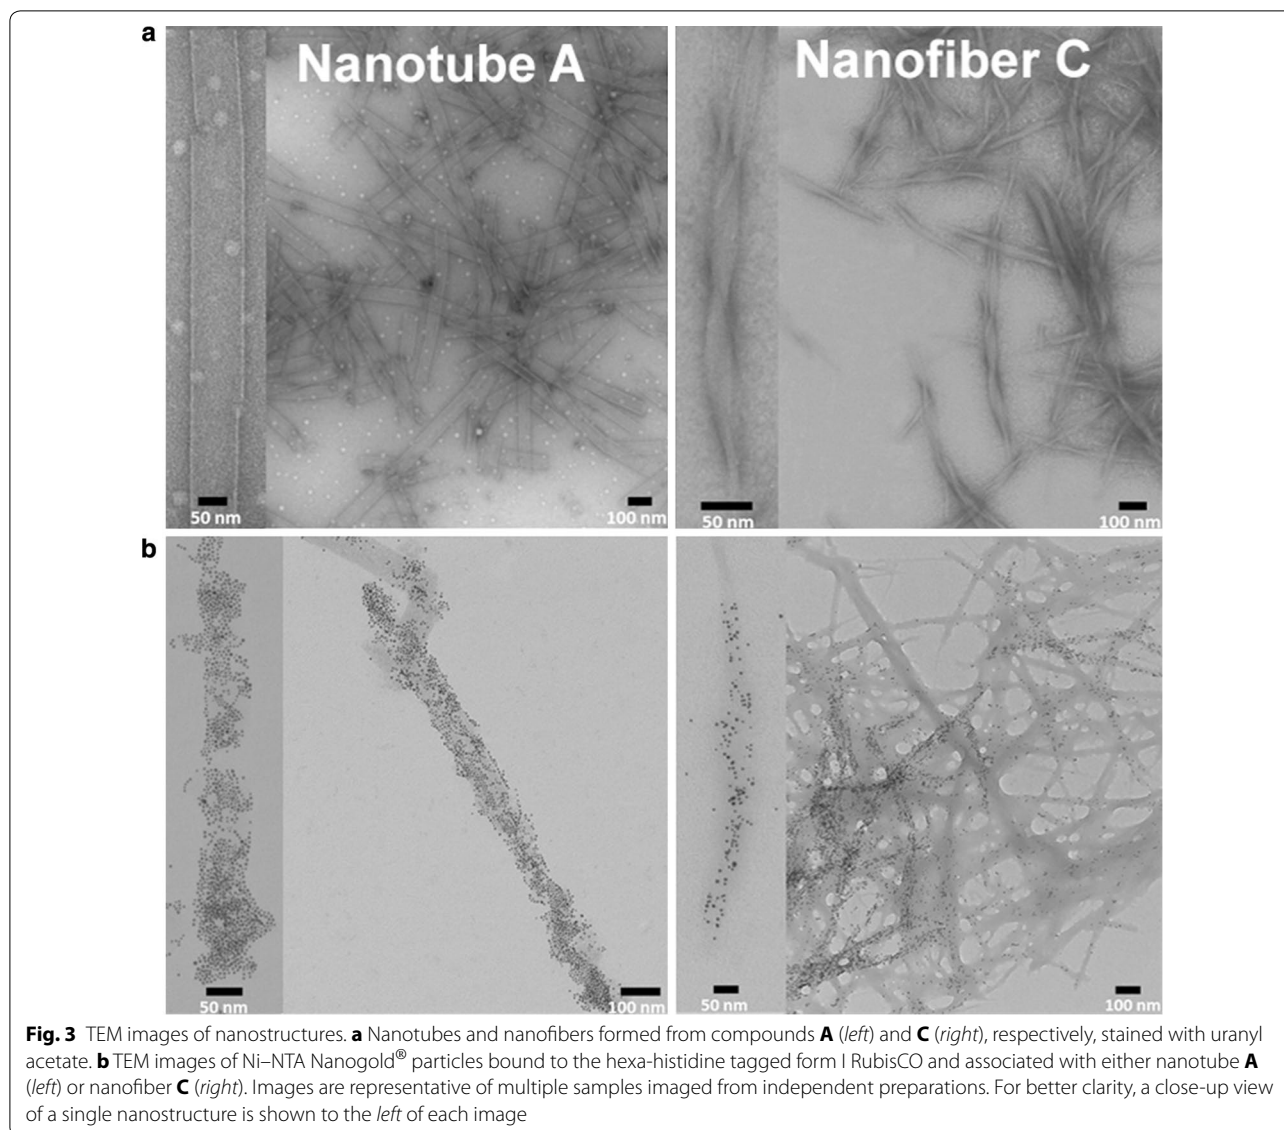 a
Nanotube A
Nanofiber C
50 nm
100 nm
50 nm
100 nm
b
50 nm
100 nm
50 nm
100 nm
Fig. 3 TEM images of nanostructures. a Nanotubes and nanofibers formed from compounds A (left) and C (right), respectively, stained with uranyl
acetate. b TEM images of Ni–NTA Nanogold® particles bound to the hexa-histidine tagged form I RubisCO and associated with either nanotube A
(left) or nanofiber C (right). Images are representative of multiple samples imaged from independent preparations. For better clarity, a close-up view
of a single nanostructure is shown to the left of each image